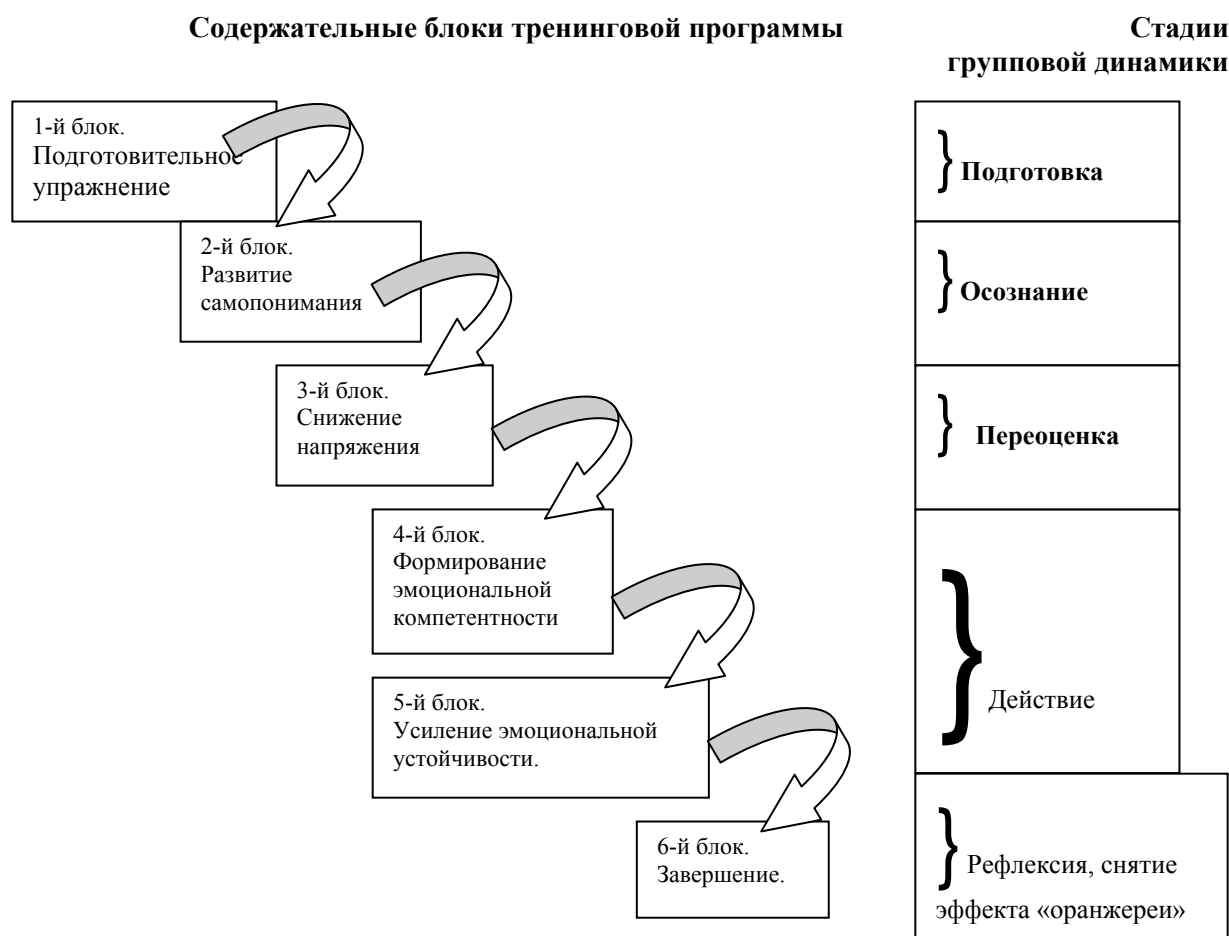 Содержательные блоки тренинговой программы
Стадии
групповой динамики
1-й блок.
Подготовительное
упражнение
2-й блок.
Развитие
самопонимания
3-й блок.
Снижение
напряжения
4-й блок.
Формирование
эмоциональной
компетентности
5-й блок.
Усиление эмоциональной
устойчивости.
6-й блок.
Завершение.
} Подготовка
} Осознание
} Переоценка
} Действие
} Рефлексия, снятие
эффекта «оранжереи»